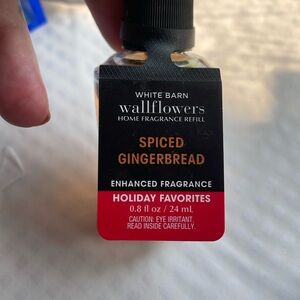 WHITE BARN
wallflowers
HOME FRAGRANCE REFILL
SPICED
GINGERBREAD
ENHANCED FRAGRANCE
HOLIDAY FAVORITES
0.8 fl oz / 24 mL
CAUTION: EYE IRRITANT.
READ INSIDE CAREFULLY.